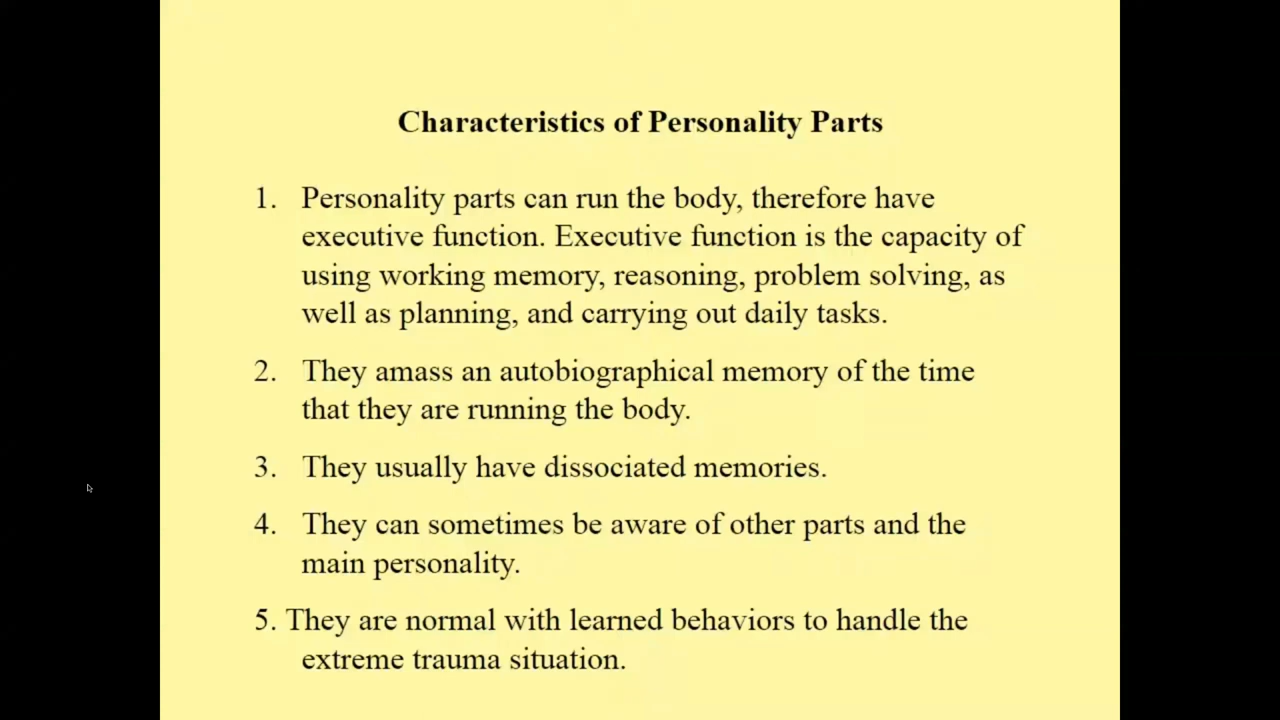 Characteristics of Personality Parts
1. Personality parts can run the body, therefore have
executive function. Executive function is the capacity of
using working memory, reasoning, problem solving, as
well as planning, and carrying out daily tasks.
2. They amass an autobiographical memory of the time
that they are running the body.
3. They usually have dissociated memories.
4. They can sometimes be aware of other parts and the
main personality.
5. They are normal with learned behaviors to handle the
extreme trauma situation.